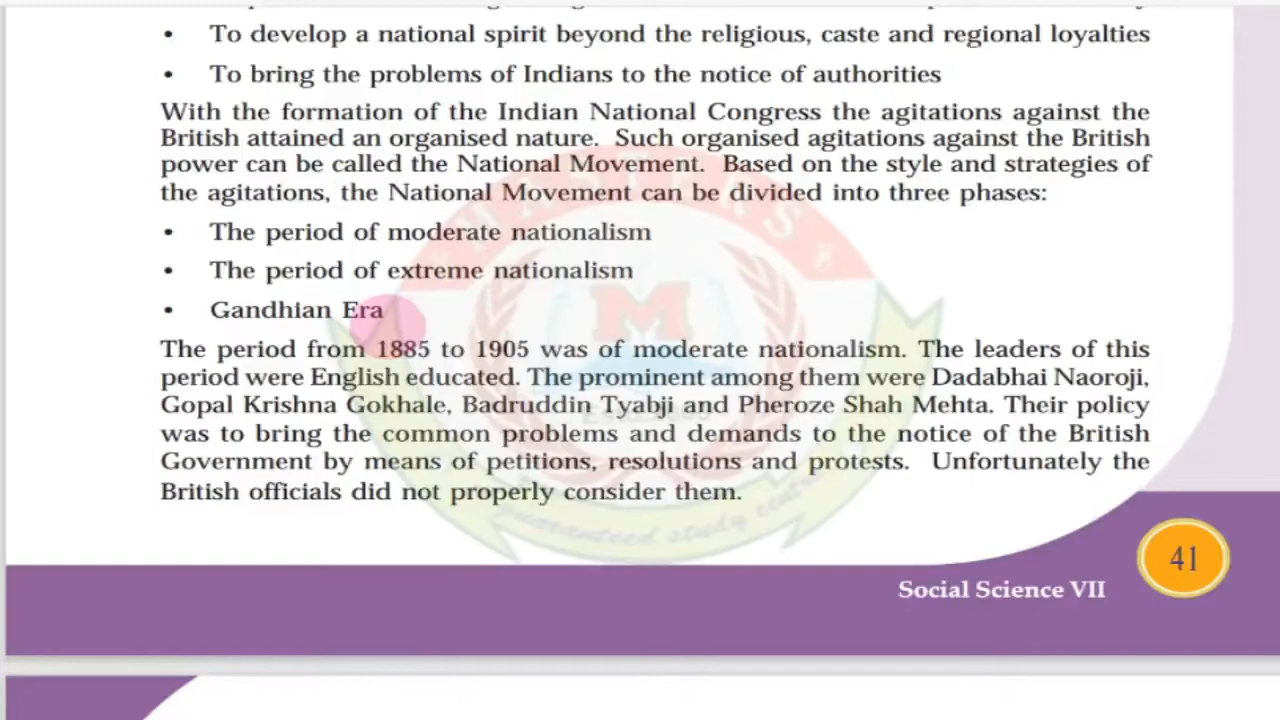 • To develop a national spirit beyond the religious, caste and regional loyalties
• To bring the problems of Indians to the notice of authorities
With the formation of the Indian National Congress the agitations against the
British attained an organised nature. Such organised agitations against the British
power can be called the National Movement. Based on the style and strategies of
the agitations, the National Movement can be divided into three phases:
• The period of moderate nationalism
• The period of extreme nationalism
• Gandhian Era
The period from 1885 to 1905 was of moderate nationalism. The leaders of this
period were English educated. The prominent among them were Dadabhai Naoroji,
Gopal Krishna Gokhale, Badruddin Tyabji and Pheroze Shah Mehta. Their policy
was to bring the common problems and demands to the notice of the British
Government by means of petitions, resolutions and protests. Unfortunately the
British officials did not properly consider them.
MASTERS
M
guaranteed study centre
41
Social Science VII